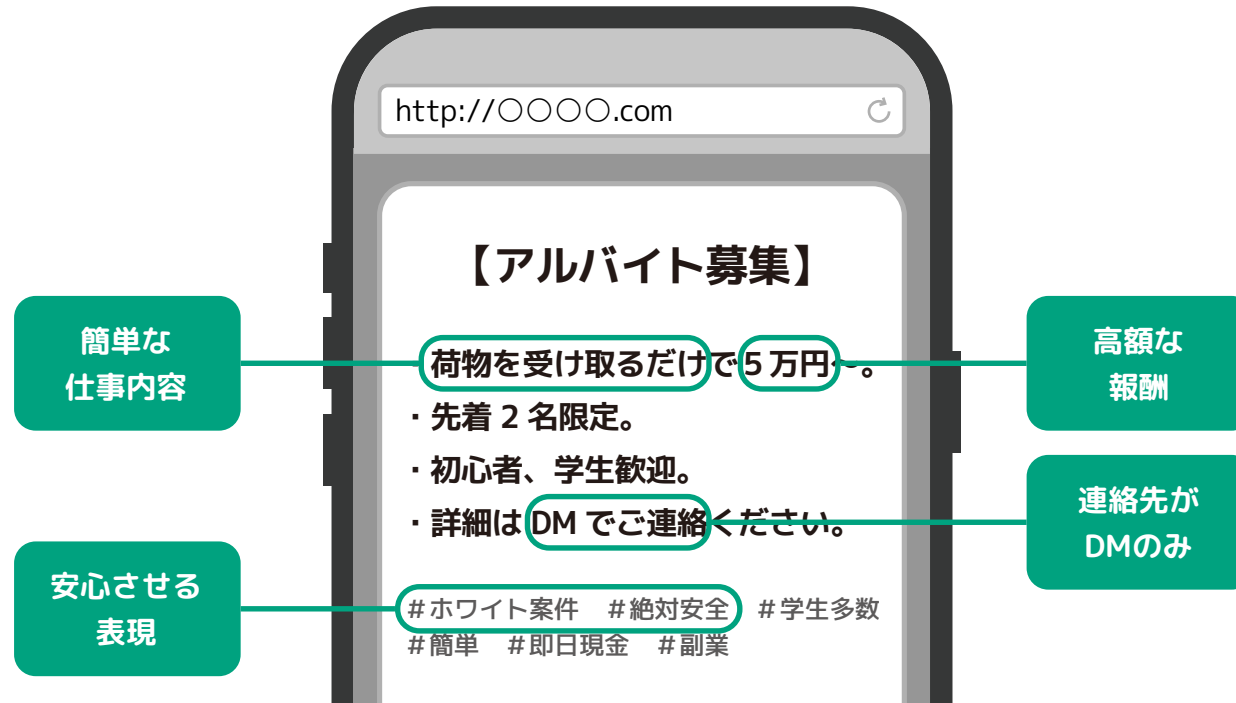 http://○○○○.com
【アルバイト募集】
簡単な
仕事内容
・荷物を受け取るだけで5万円〜。
高額な
報酬
・先着2名限定。
・初心者、学生歓迎。
・詳細はDMでご連絡ください。
連絡先が
DMのみ
安心させる
表現
#ホワイト案件 #絶対安全 #学生多数
#簡単 #即日現金 #副業